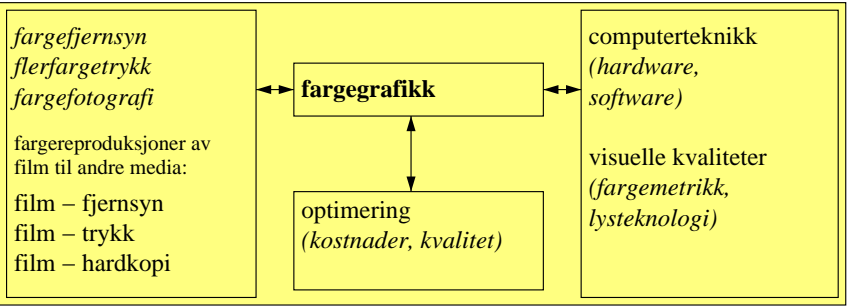 fargefjernsyn
flerfargetrykk
fargefotografi
fargereproduksjoner av
film til andre media:
film – fjernsyn
film – trykk
film – hardkopi
fargegrafikk
optimering
(kostnader, kvalitet)
computerteknikk
(hardware,
software)
visuelle kvaliteter
(fargemetrikk,
lysteknologi)